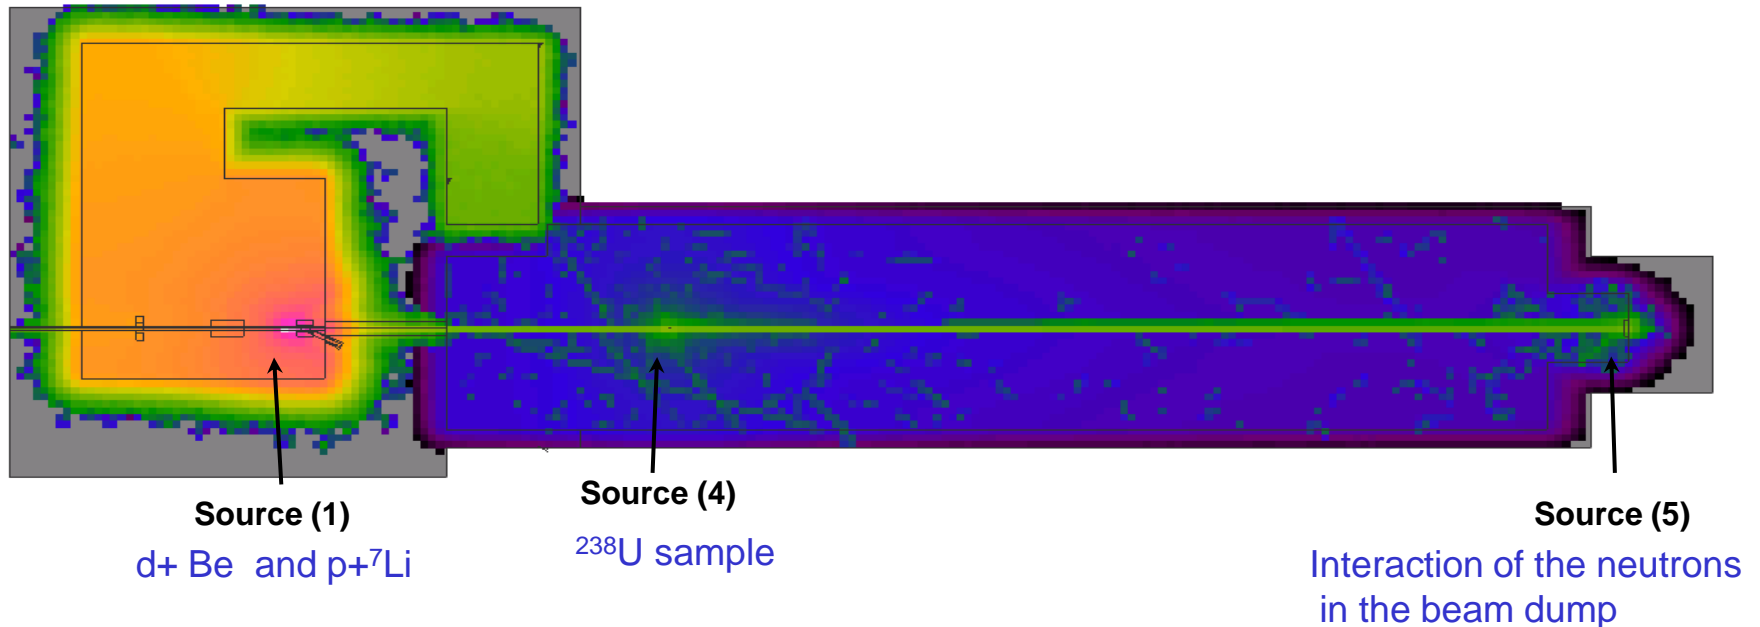 Source (1)
d+ Be and p+⁷Li
Source (4)
²³⁸U sample
Source (5)
Interaction of the neutrons
in the beam dump